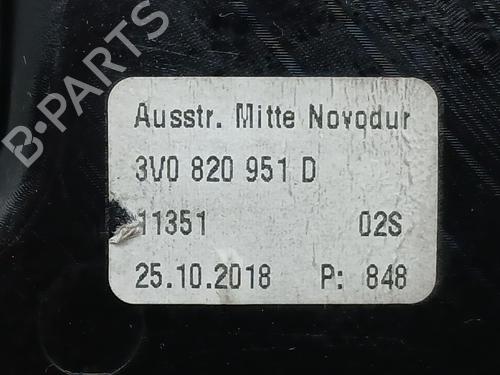 B-PARTS
Ausstr. Mitte Novodur
3V0 820 951 D
11351 02S
25.10.2018 P: 848